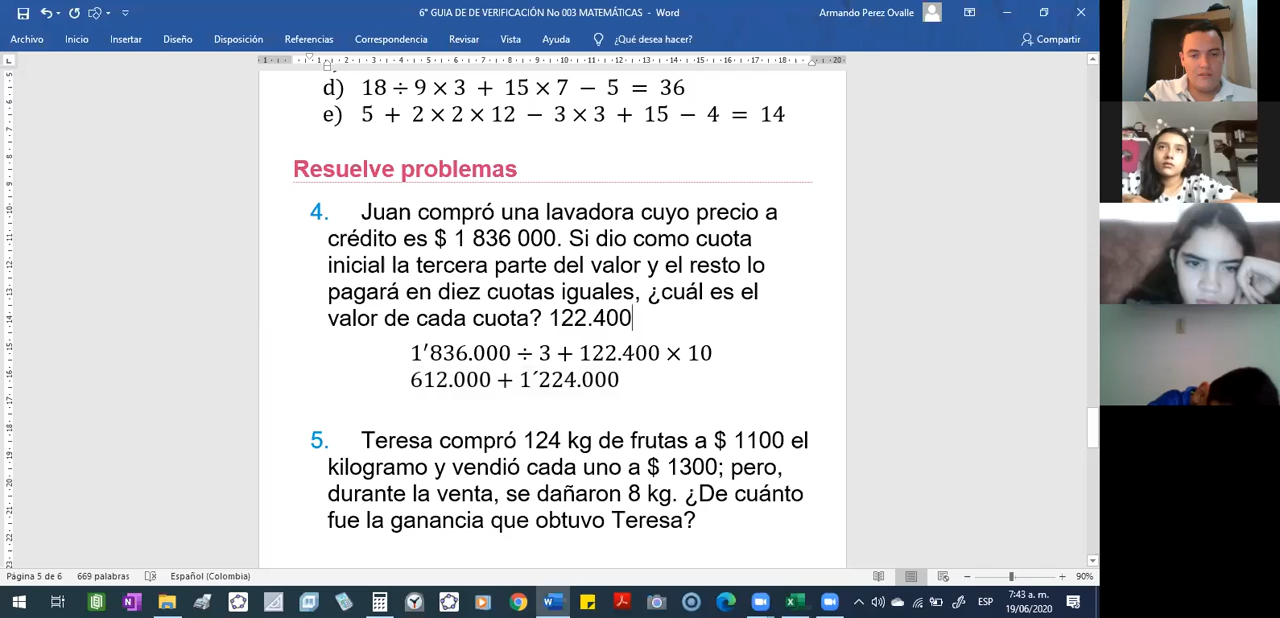 6° GUIA DE DE VERIFICACIÓN No 003 MATEMÁTICAS - Word
Armando Perez Ovalle
Archivo Inicio Insertar Diseño Disposición Referencias Correspondencia Revisar Vista Ayuda ¿Qué desea hacer? Compartir
d) 18 ÷ 9 × 3 + 15 × 7 − 5 = 36
e) 5 + 2 × 2 × 12 − 3 × 3 + 15 − 4 = 14
Resuelve problemas
4. Juan compró una lavadora cuyo precio a
crédito es $ 1 836 000. Si dio como cuota
inicial la tercera parte del valor y el resto lo
pagará en diez cuotas iguales, ¿cuál es el
valor de cada cuota? 122.400
1′836.000 ÷ 3 + 122.400 × 10
612.000 + 1´224.000
5. Teresa compró 124 kg de frutas a $ 1100 el
kilogramo y vendió cada uno a $ 1300; pero,
durante la venta, se dañaron 8 kg. ¿De cuánto
fue la ganancia que obtuvo Teresa?
Página 5 de 6 669 palabras Español (Colombia) 90%
ESP
7:43 a. m.
19/06/2020